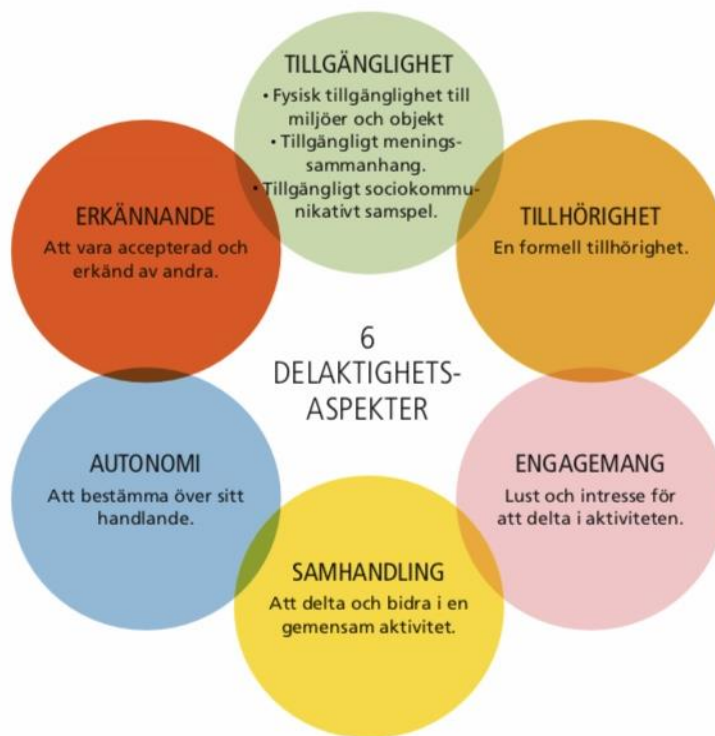 TILLGÄNGLIGHET
• Fysisk tillgänglighet till
miljöer och objekt
• Tillgängligt menings-
sammanhang.
• Tillgängligt sociokommu-
nikativt samspel.
TILLHÖRIGHET
En formell tillhörighet.
ENGAGEMANG
Lust och intresse för
att delta i aktiviteten.
SAMHANDLING
Att delta och bidra i en
gemensam aktivitet.
AUTONOMI
Att bestämma över sitt
handlande.
ERKÄNNANDE
Att vara accepterad och
erkänd av andra.
6
DELAKTIGHETS-
ASPEKTER